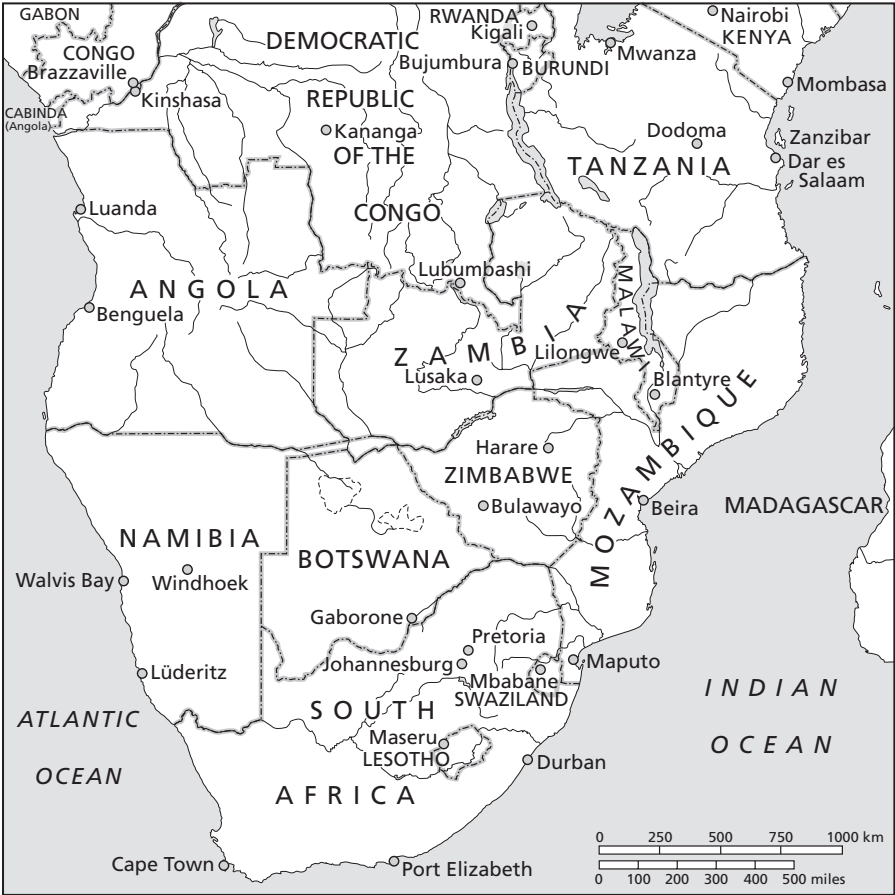 GABON
RWANDA
Kigali
Nairobi
KENYA
DEMOCRATIC
CONGO
Brazzaville
Bujumbura
BURUNDI
Mwanza
Mombasa
Kinshasa
REPUBLIC
CABINDA
(Angola)
Kananga
OF THE
Dodoma
Zanzibar
TANZANIA
Dar es
Salaam
Luanda
CONGO
Lubumbashi
ANGOLA
MALAWI
Benguela
ZAMBIA
Lilongwe
Lusaka
Blantyre
Harare
ZIMBABWE
MOZAMBIQUE
Bulawayo
Beira
MADAGASCAR
NAMIBIA
BOTSWANA
Walvis Bay
Windhoek
Gaborone
Pretoria
Johannesburg
Maputo
Lüderitz
Mbabane
SWAZILAND
INDIAN
OCEAN
ATLANTIC
OCEAN
SOUTH
AFRICA
Maseru
LESOTHO
Durban
Cape Town
Port Elizabeth
0 250 500 750 1000 km
0 100 200 300 400 500 miles